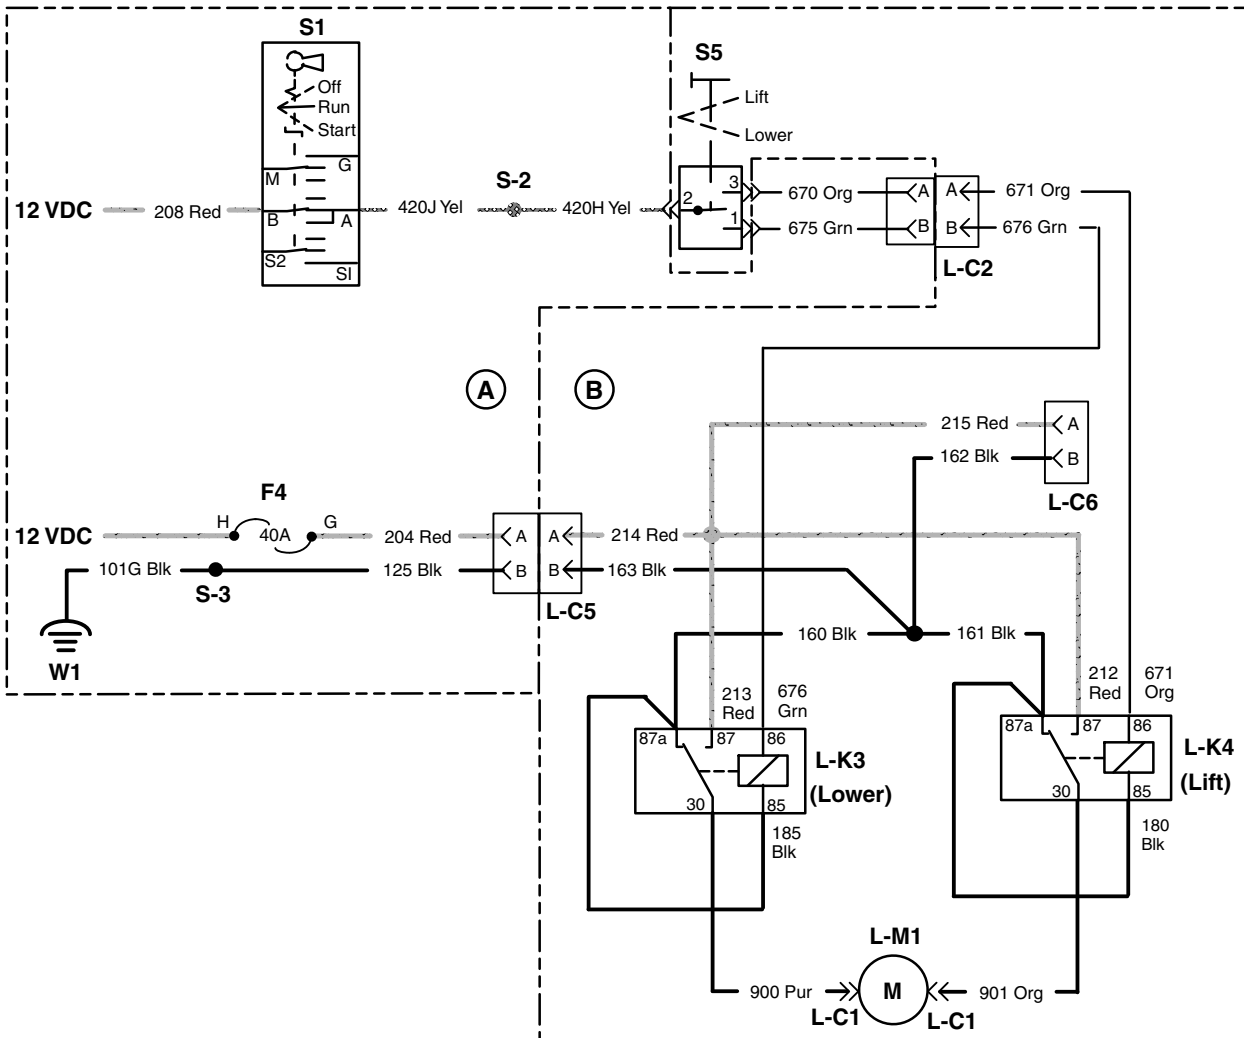 S1
S5
Off
Run
Start
Lift
Lower
M
G
12 VDC
208 Red
B
A
420J Yel
S-2
420H Yel
2
3
1
670 Org
675 Grn
A
B
A
B
671 Org
676 Grn
S2
SI
L-C2
A
B
215 Red
A
162 Blk
B
L-C6
F4
12 VDC
H
40A
G
204 Red
A
A
214 Red
101G Blk
125 Blk
B
B
163 Blk
S-3
L-C5
W1
160 Blk
161 Blk
213
Red
676
Grn
212
Red
671
Org
87a
87
86
30
85
L-K3
(Lower)
87a
87
86
30
85
L-K4
(Lift)
185
Blk
180
Blk
L-M1
900 Pur
M
901 Org
L-C1
L-C1